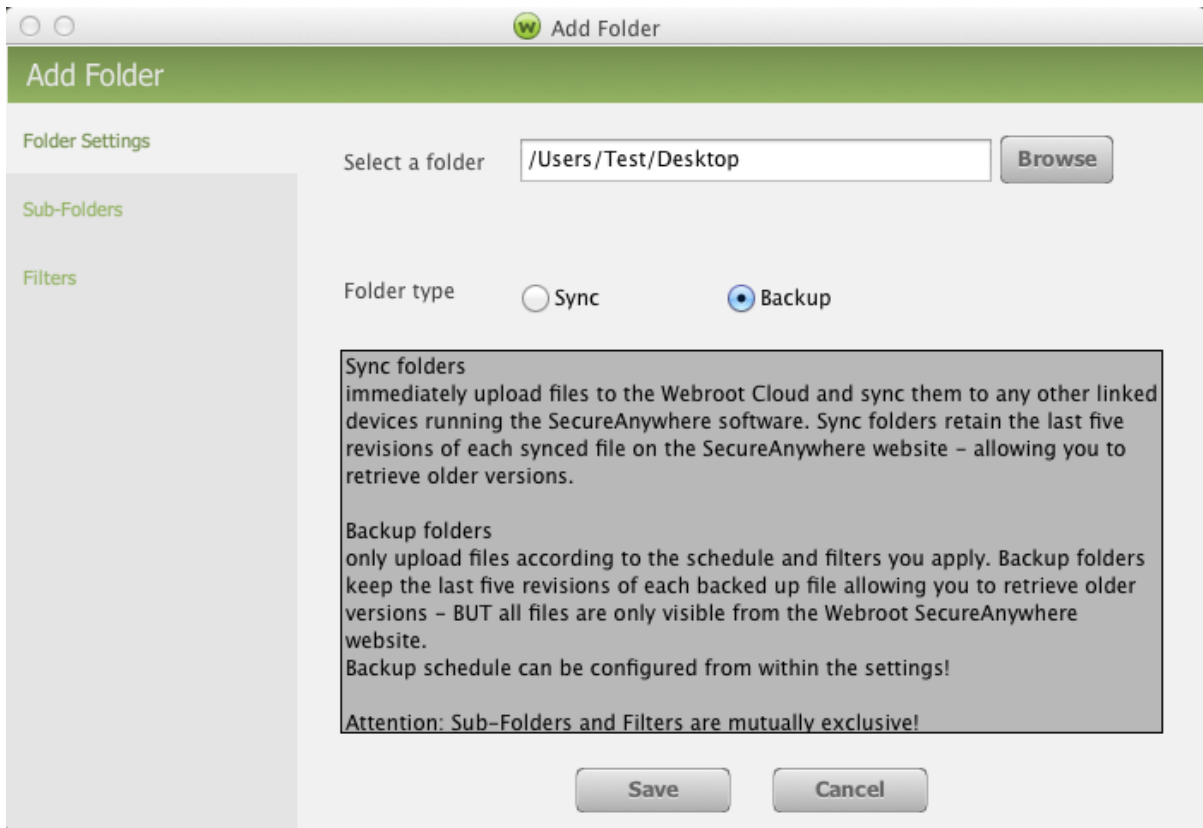 Add Folder
Add Folder
Folder Settings
Select a folder
/Users/Test/Desktop
Browse
Sub-Folders
Filters
Folder type
Sync
Backup
Sync folders
immediately upload files to the Webroot Cloud and sync them to any other linked
devices running the SecureAnywhere software. Sync folders retain the last five
revisions of each synced file on the SecureAnywhere website – allowing you to
retrieve older versions.
Backup folders
only upload files according to the schedule and filters you apply. Backup folders
keep the last five revisions of each backed up file allowing you to retrieve older
versions – BUT all files are only visible from the Webroot SecureAnywhere
website.
Backup schedule can be configured from within the settings!
Attention: Sub-Folders and Filters are mutually exclusive!
Save
Cancel